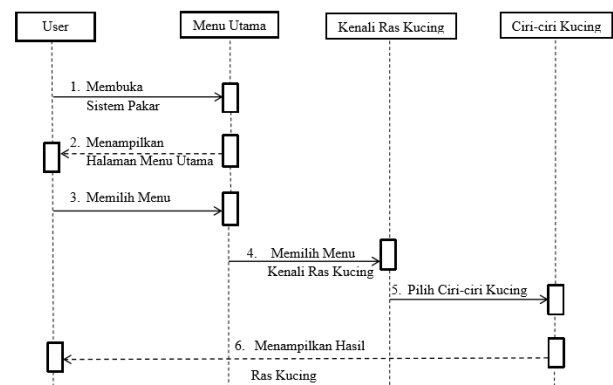 User
Menu Utama
Kenali Ras Kucing
Ciri-ciri Kucing
1. Membuka
Sistem Pakar
2. Menampilkan
Halaman Menu Utama
3. Memilih Menu
4. Memilih Menu
Kenali Ras Kucing
5. Pilih Ciri-ciri Kucing
6. Menampilkan Hasil
Ras Kucing